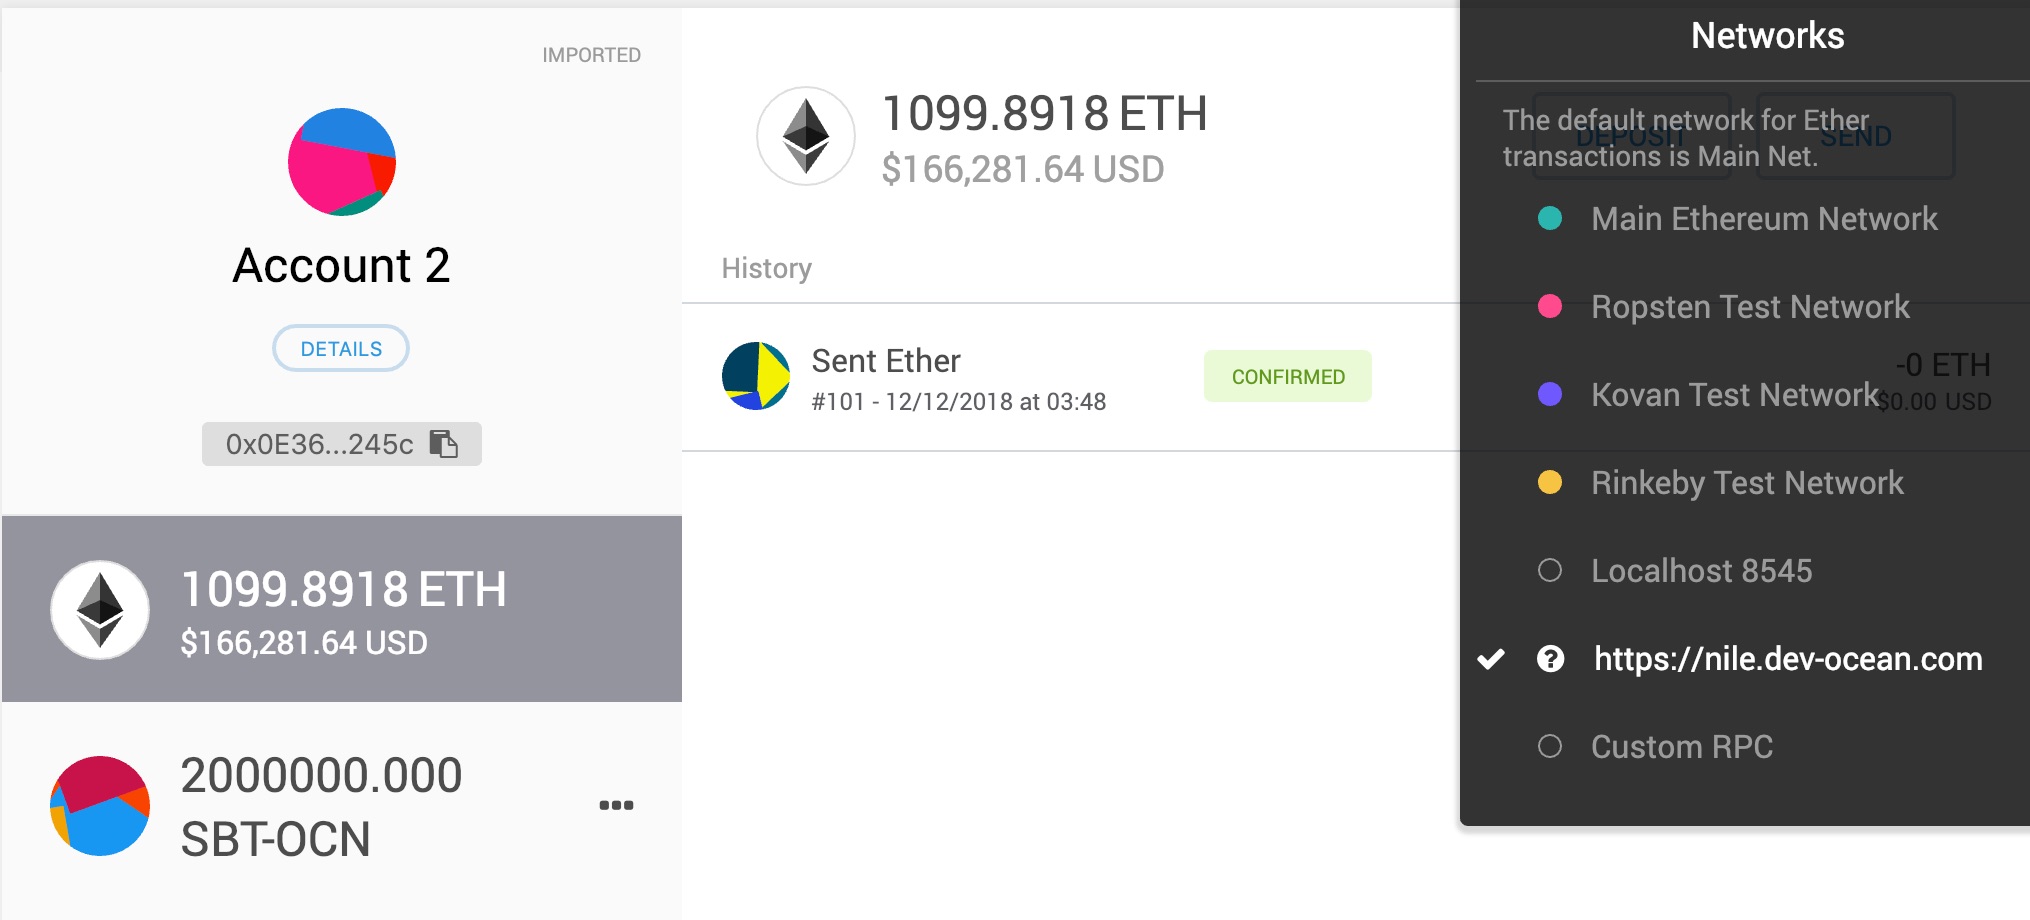 IMPORTED
Account 2
DETAILS
0x0E36...245c
1099.8918 ETH
$166,281.64 USD
2000000.000
SBT-OCN
1099.8918 ETH
$166,281.64 USD
DEPOSIT
SEND
History
Sent Ether
#101 - 12/12/2018 at 03:48
CONFIRMED
-0 ETH
$0.00 USD
Networks
The default network for Ether
transactions is Main Net.
Main Ethereum Network
Ropsten Test Network
Kovan Test Network
Rinkeby Test Network
Localhost 8545
https://nile.dev-ocean.com
Custom RPC